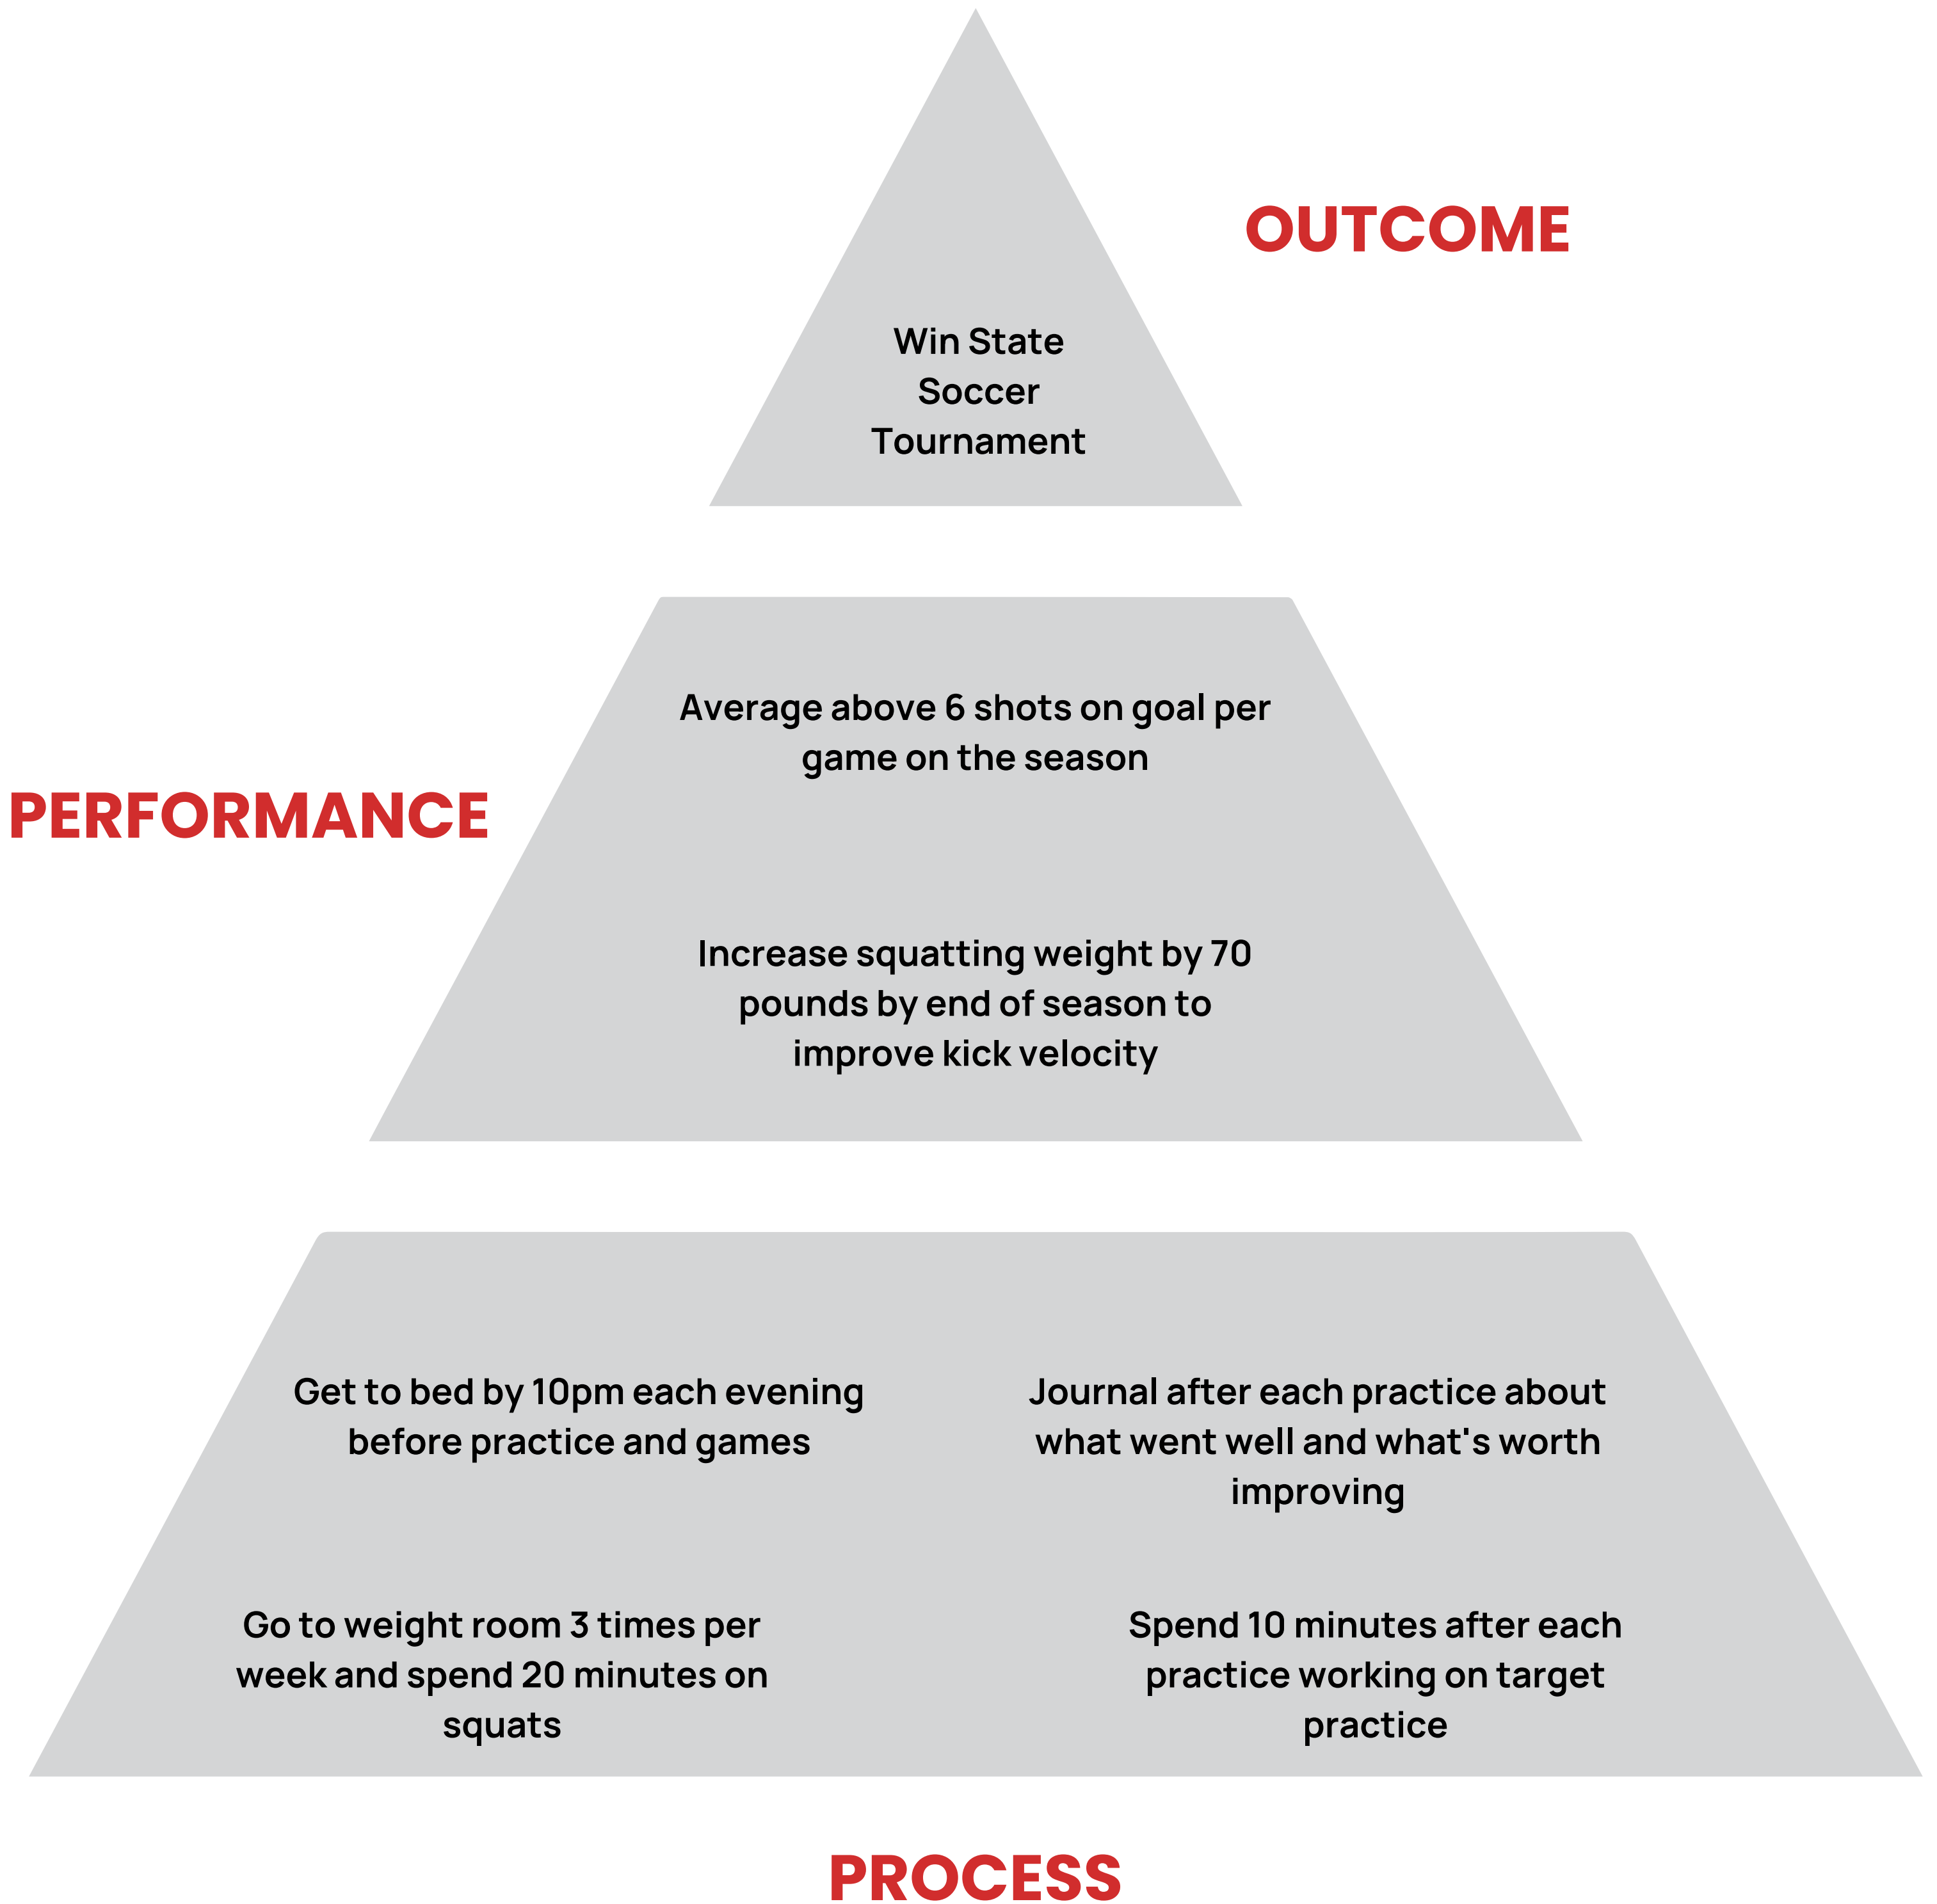 OUTCOME
Win State
Soccer
Tournament
Average above 6 shots on goal per
game on the season
PERFORMANCE
Increase squatting weight by 70
pounds by end of season to
improve kick velocity
Get to bed by 10pm each evening
before practice and games
Journal after each practice about
what went well and what's worth
improving
Go to weight room 3 times per
week and spend 20 minutes on
squats
Spend 10 minutes after each
practice working on target
practice
PROCESS